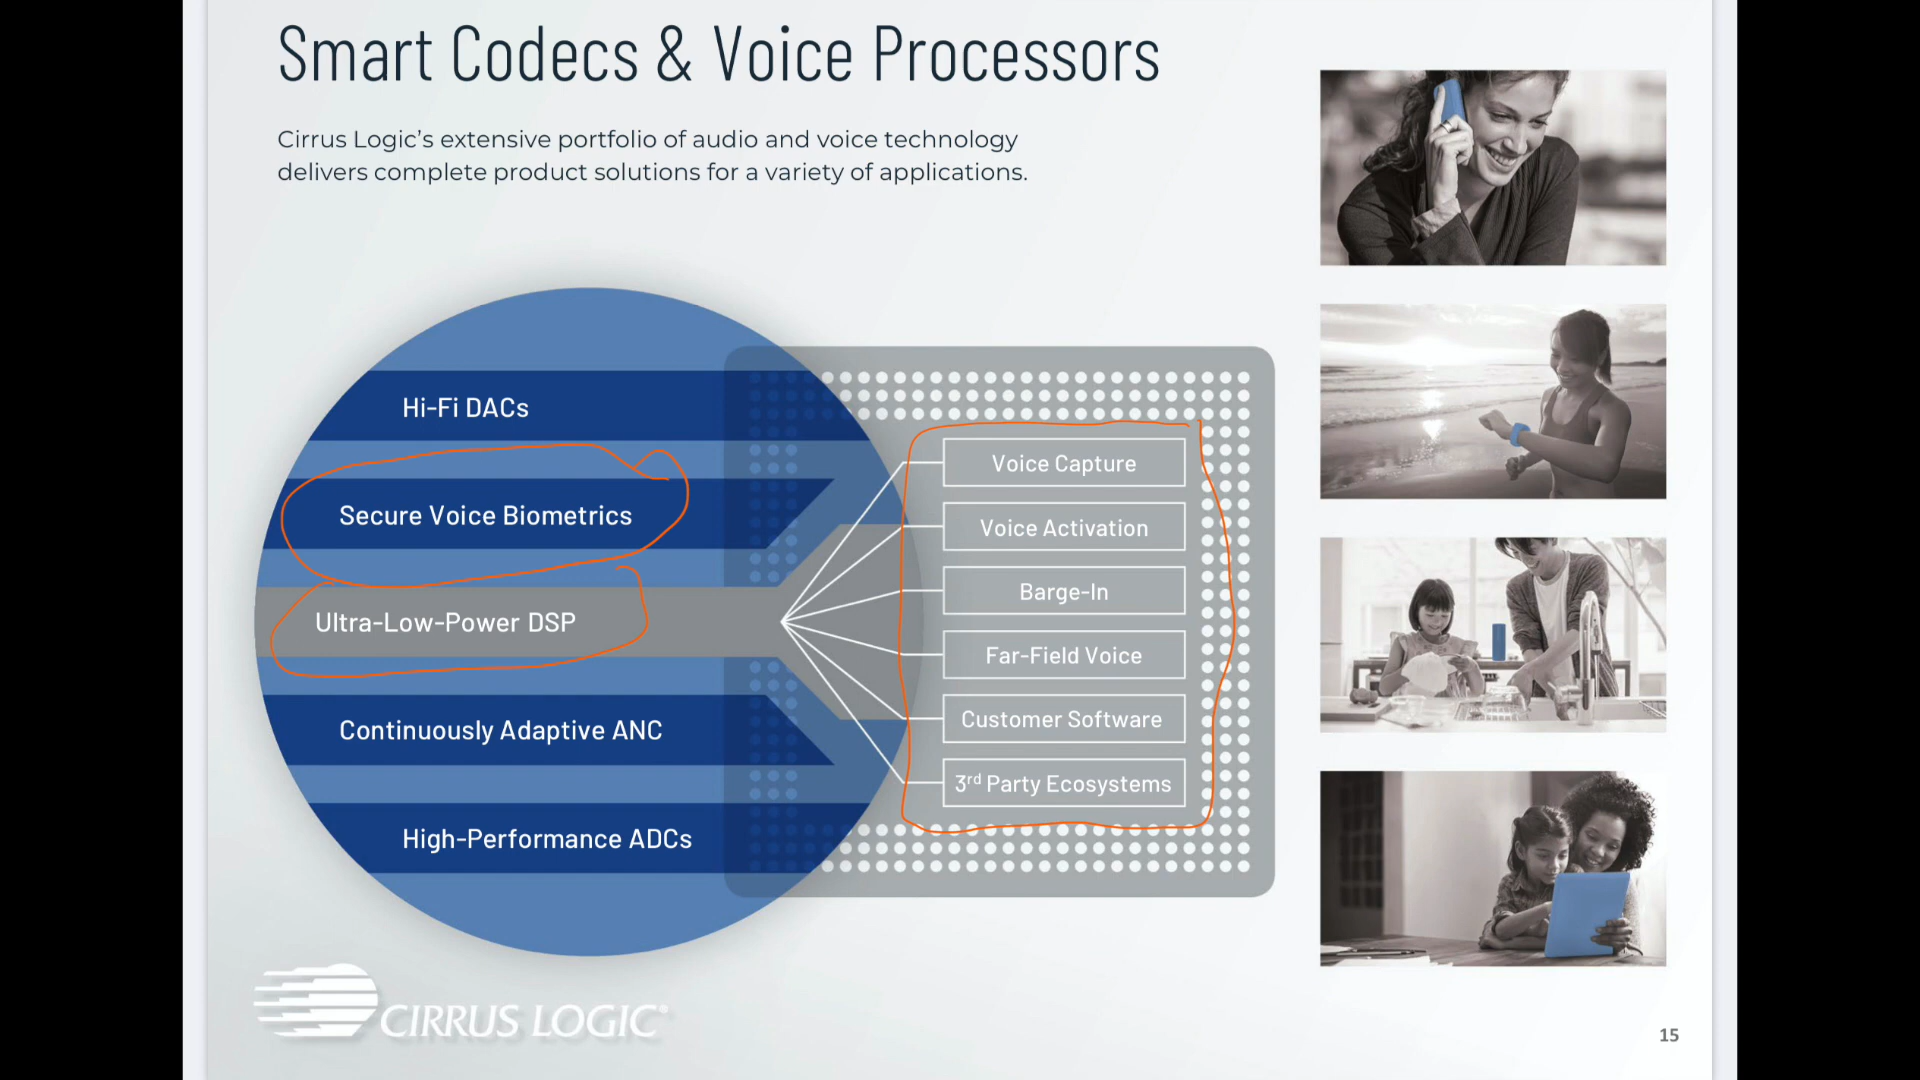 Smart Codecs & Voice Processors
Cirrus Logic’s extensive portfolio of audio and voice technology
delivers complete product solutions for a variety of applications.
Hi-Fi DACs
Secure Voice Biometrics
Ultra-Low-Power DSP
Continuously Adaptive ANC
High-Performance ADCs
Voice Capture
Voice Activation
Barge-In
Far-Field Voice
Customer Software
3rd Party Ecosystems
CIRRUS LOGIC®
15